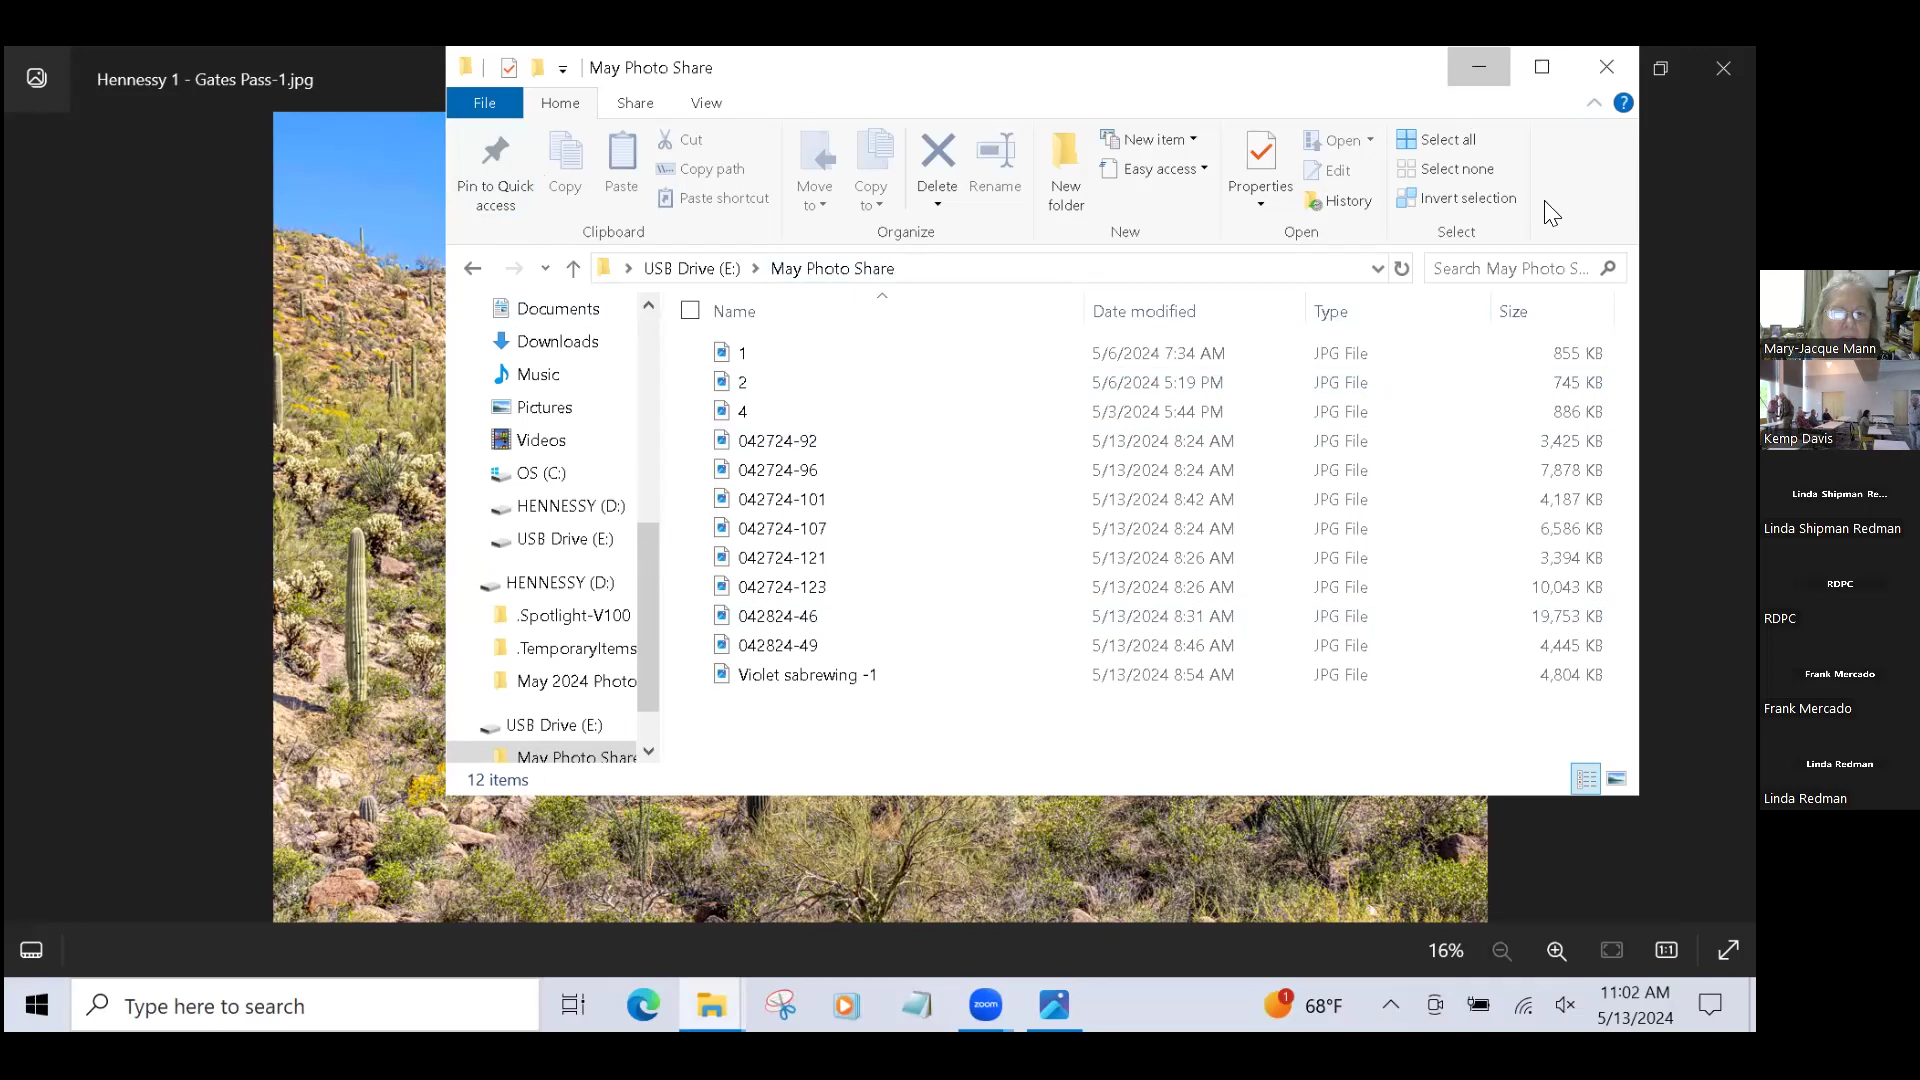 Hennessy 1 - Gates Pass-1.jpg
May Photo Share
File Home Share View
Pin to Quick access
Copy
Paste
Cut
Copy path
Paste shortcut
Clipboard
Move to
Copy to
Delete
Rename
Organize
New folder
New item
Easy access
New
Properties
Open
Edit
History
Open
Select all
Select none
Invert selection
Select
USB Drive (E:) May Photo Share
Search May Photo S...
Documents
Downloads
Music
Pictures
Videos
OS (C:)
HENNESSY (D:)
USB Drive (E:)
HENNESSY (D:)
.Spotlight-V100
.TemporaryItems
May 2024 Photo
USB Drive (E:)
May Photo Share
Name Date modified Type Size
1 5/6/2024 7:34 AM JPG File 855 KB
2 5/6/2024 5:19 PM JPG File 745 KB
4 5/3/2024 5:44 PM JPG File 886 KB
042724-92 5/13/2024 8:24 AM JPG File 3,425 KB
042724-96 5/13/2024 8:24 AM JPG File 7,878 KB
042724-101 5/13/2024 8:42 AM JPG File 4,187 KB
042724-107 5/13/2024 8:24 AM JPG File 6,586 KB
042724-121 5/13/2024 8:26 AM JPG File 3,394 KB
042724-123 5/13/2024 8:26 AM JPG File 10,043 KB
042824-46 5/13/2024 8:31 AM JPG File 19,753 KB
042824-49 5/13/2024 8:46 AM JPG File 4,445 KB
Violet sabrewing -1 5/13/2024 8:54 AM JPG File 4,804 KB
12 items
Mary-Jacque Mann
Kemp Davis
Linda Shipman Re...
Linda Shipman Redman
RDPC
RDPC
Frank Mercado
Frank Mercado
Linda Redman
Linda Redman
16%
1:1
Type here to search
zoom
1
68°F
11:02 AM
5/13/2024